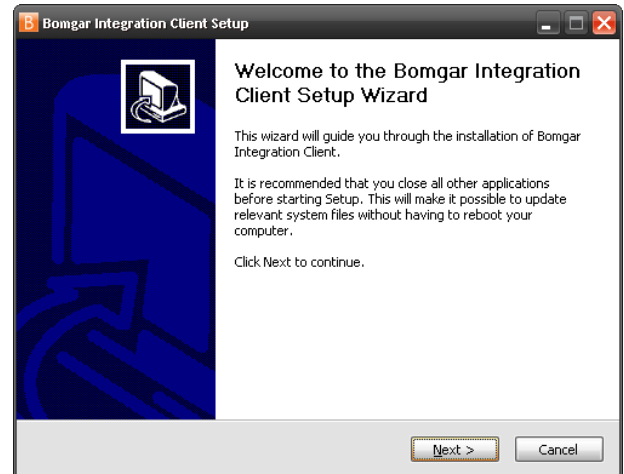 B Bomgar Integration Client Setup
Welcome to the Bomgar Integration
Client Setup Wizard
This wizard will guide you through the installation of Bomgar
Integration Client.
It is recommended that you close all other applications
before starting Setup. This will make it possible to update
relevant system files without having to reboot your
computer.
Click Next to continue.
Next >
Cancel